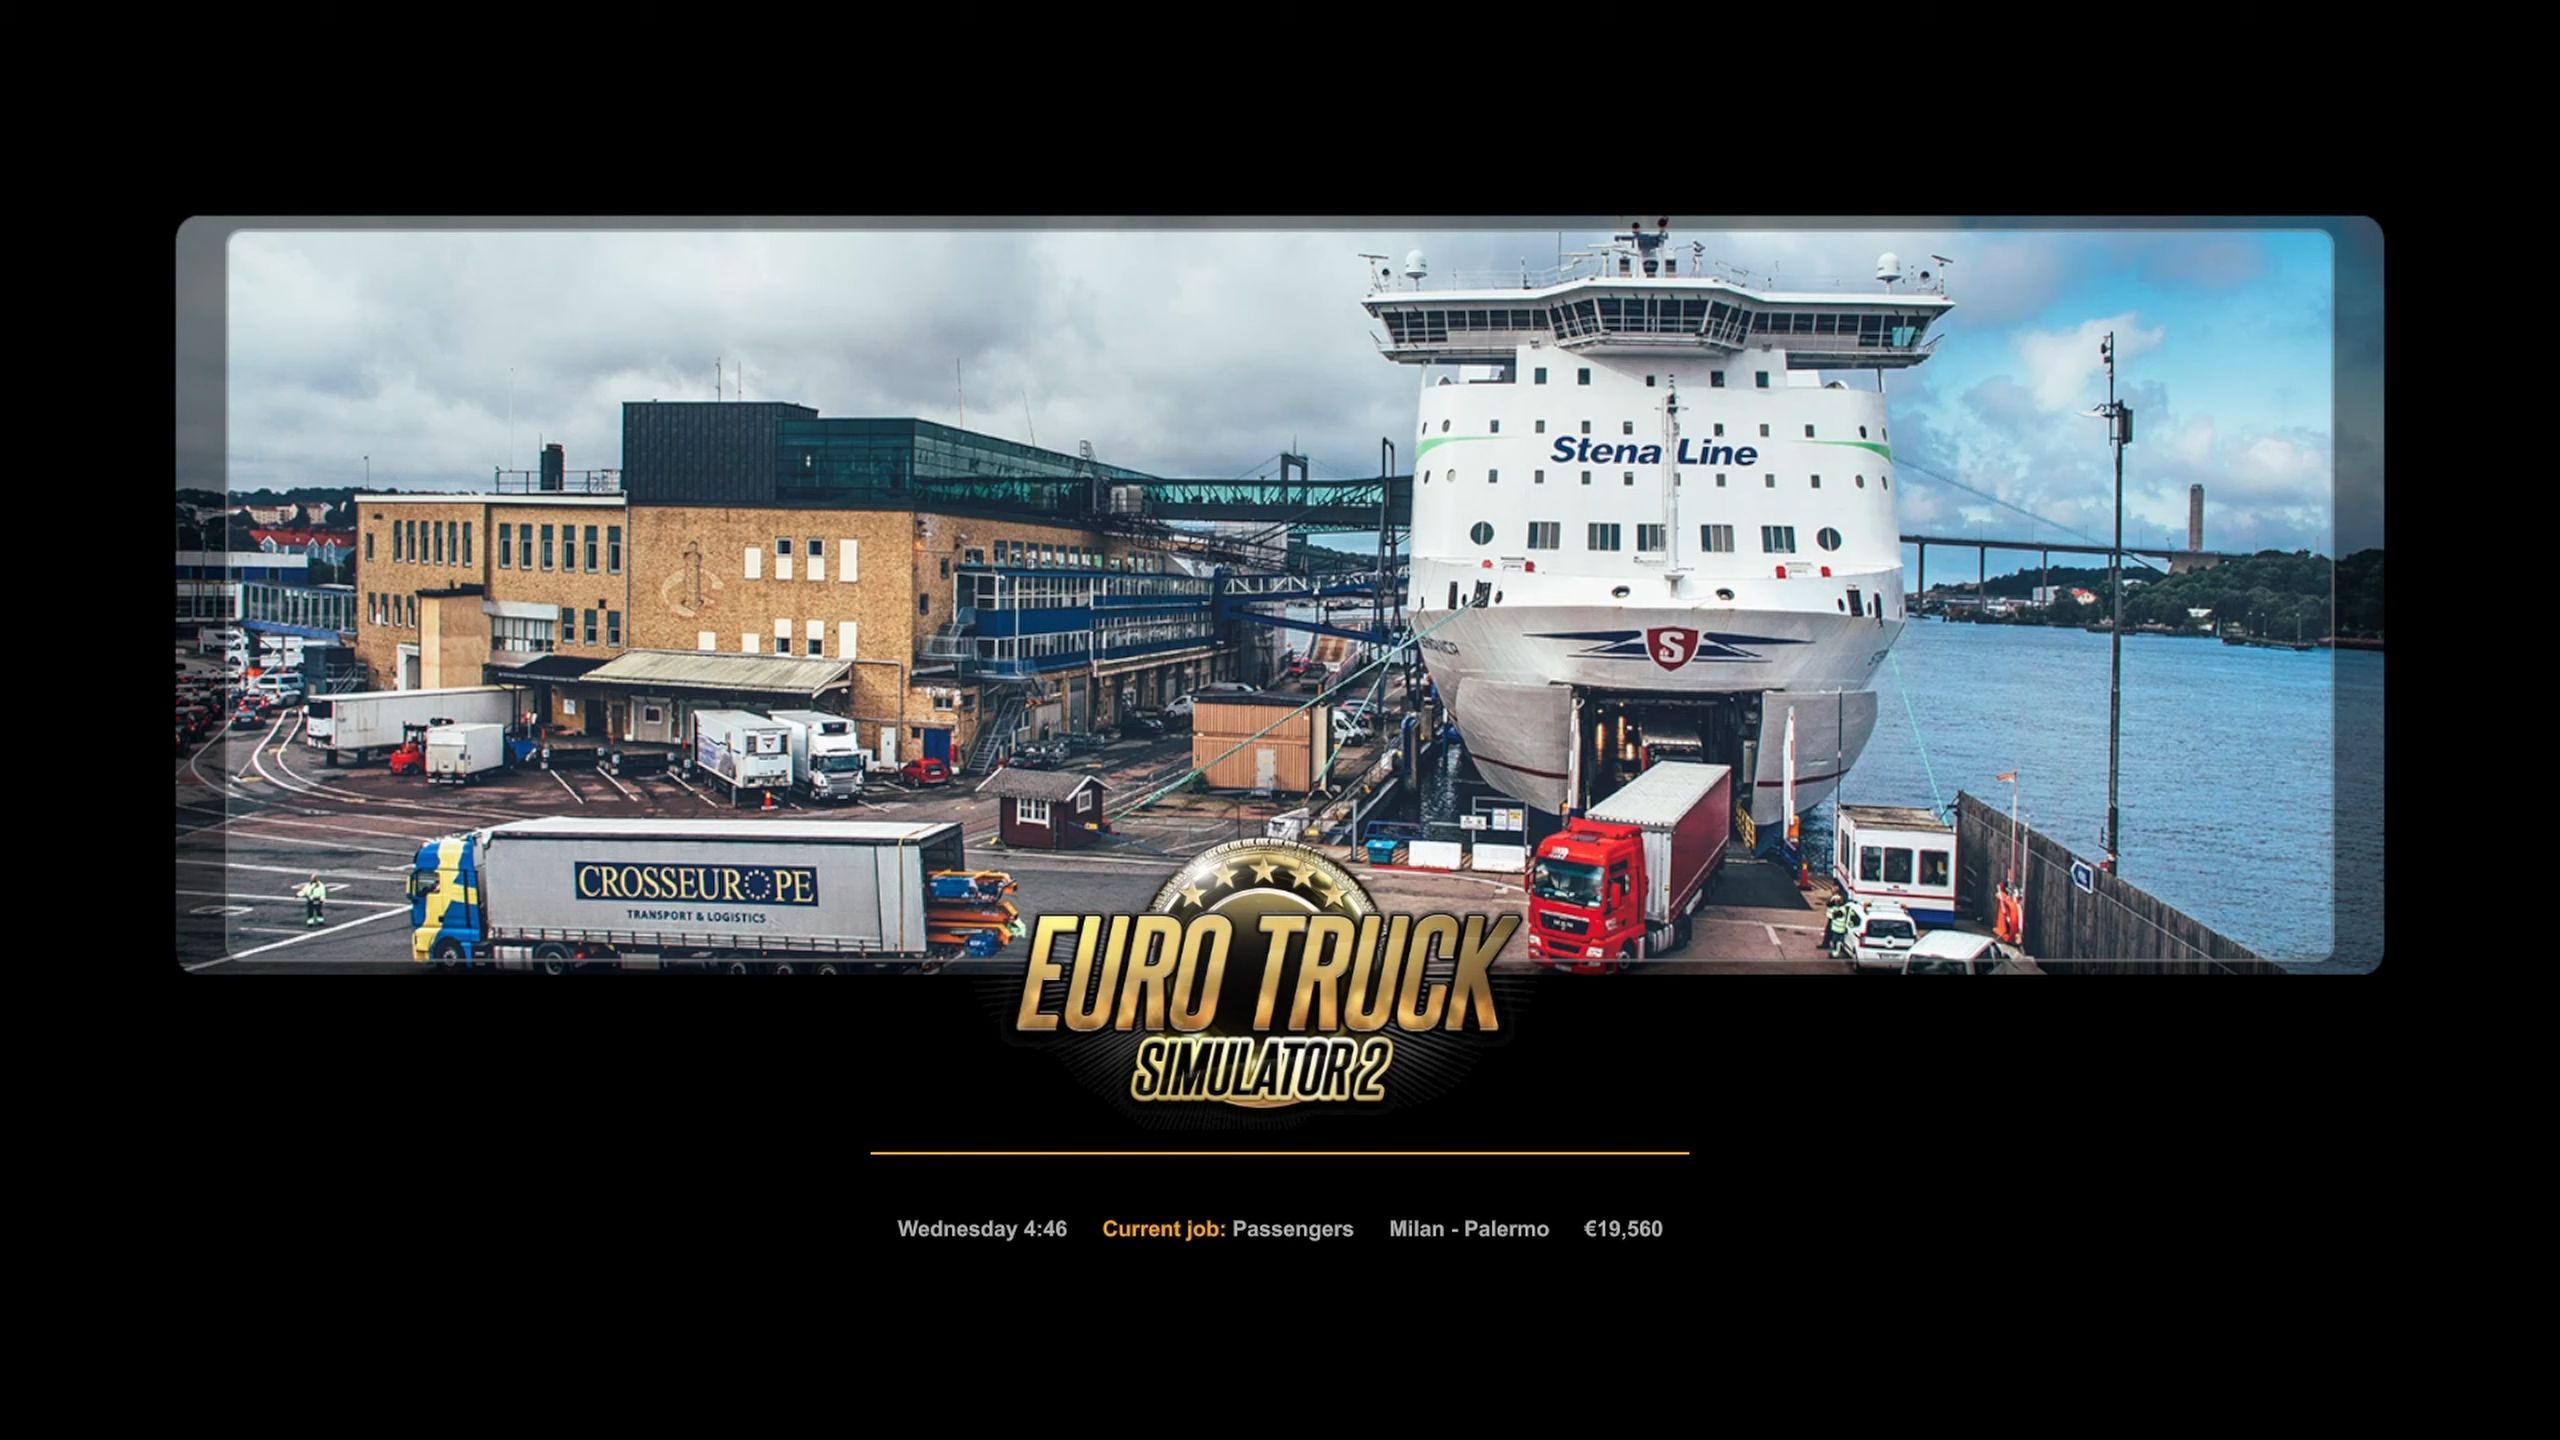 Stena Line
S
CROSSEUROPE
TRANSPORT & LOGISTICS
EURO TRUCK
SIMULATOR 2
Wednesday 4:46 Current job: Passengers Milan - Palermo €19,560